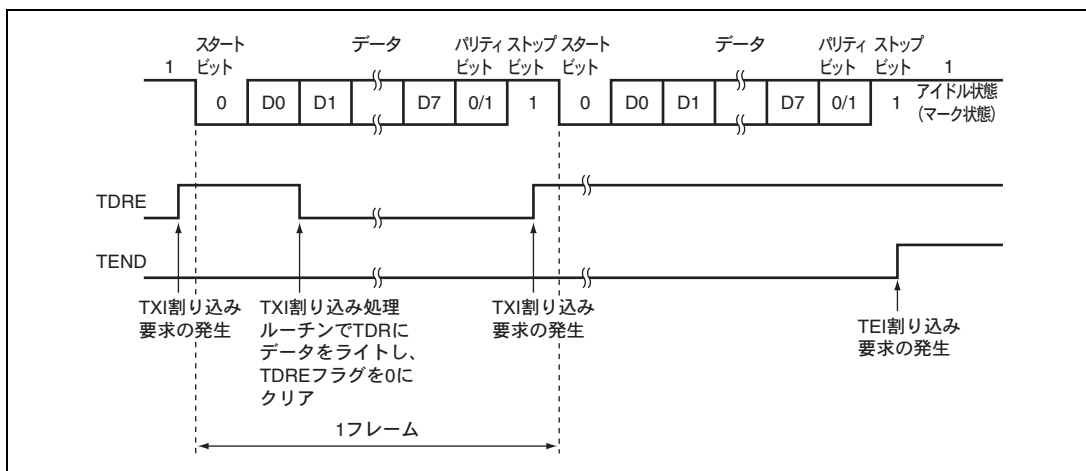 スタート データ パリティ ストップ スタート データ パリティ ストップ
1 ビット ビット ビット ビット ビット ビット 1
0 D0 D1 D7 0/1 1 0 D0 D1 D7 0/1 1 アイドル状態
(マーク状態)
TDRE
TEND
TXI割り込み
要求の発生
TXI割り込み処理
ルーチンでTDRに
データをライトし、
TDREフラグを0に
クリア
TXI割り込み
要求の発生
TEI割り込み
要求の発生
1フレーム